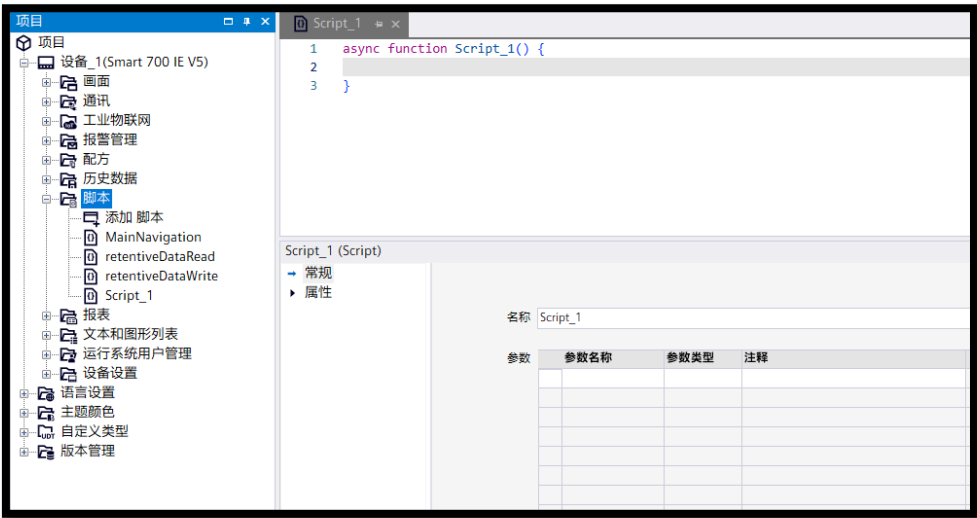 项目
项目
设备_1(Smart 700 IE V5)
画面
通讯
工业物联网
报警管理
配方
历史数据
脚本
添加 脚本
MainNavigation
retentiveDataRead
retentiveDataWrite
Script_1
报表
文本和图形列表
运行系统用户管理
设备设置
语言设置
主题颜色
UDT 自定义类型
版本管理
Script_1
1 async function Script_1() {
2
3 }
Script_1 (Script)
常规
属性
名称 Script_1
参数 参数名称 参数类型 注释